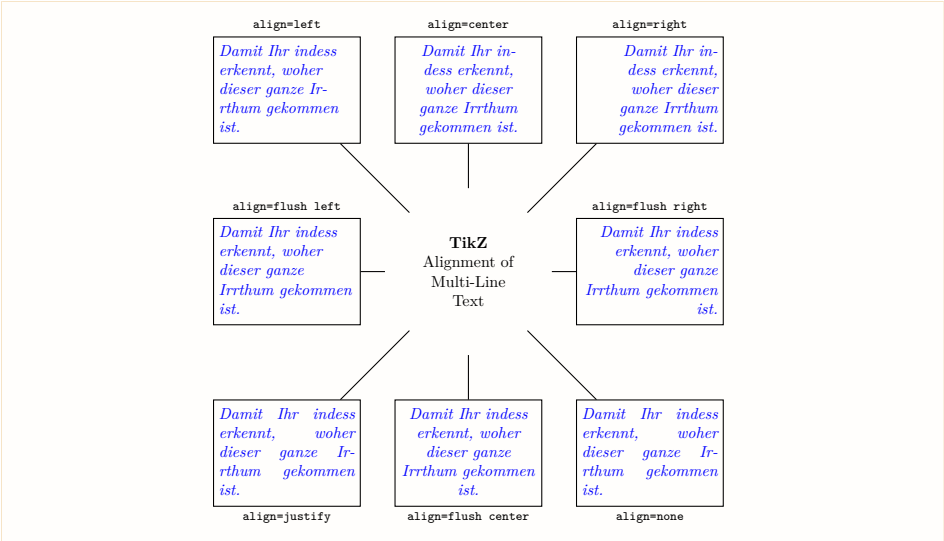 align=left
Damit Ihr indess
erkennt, woher
dieser ganze Ir-
rthum gekommen
ist.
align=center
Damit Ihr in-
dess erkennt,
woher dieser
ganze Irrthum
gekommen ist.
align=right
Damit Ihr in-
dess erkennt,
woher dieser
ganze Irrthum
gekommen ist.
align=flush left
Damit Ihr indess
erkennt, woher
dieser ganze
Irrthum gekommen
ist.
TikZ
Alignment of
Multi-Line
Text
align=flush right
Damit Ihr indess
erkennt, woher
dieser ganze
Irrthum gekommen
ist.
Damit Ihr indess
erkennt, woher
dieser ganze Ir-
rthum gekommen
ist.
align=justify
Damit Ihr indess
erkennt, woher
dieser ganze
Irrthum gekommen
ist.
align=flush center
Damit Ihr indess
erkennt, woher
dieser ganze Ir-
rthum gekommen
ist.
align=none